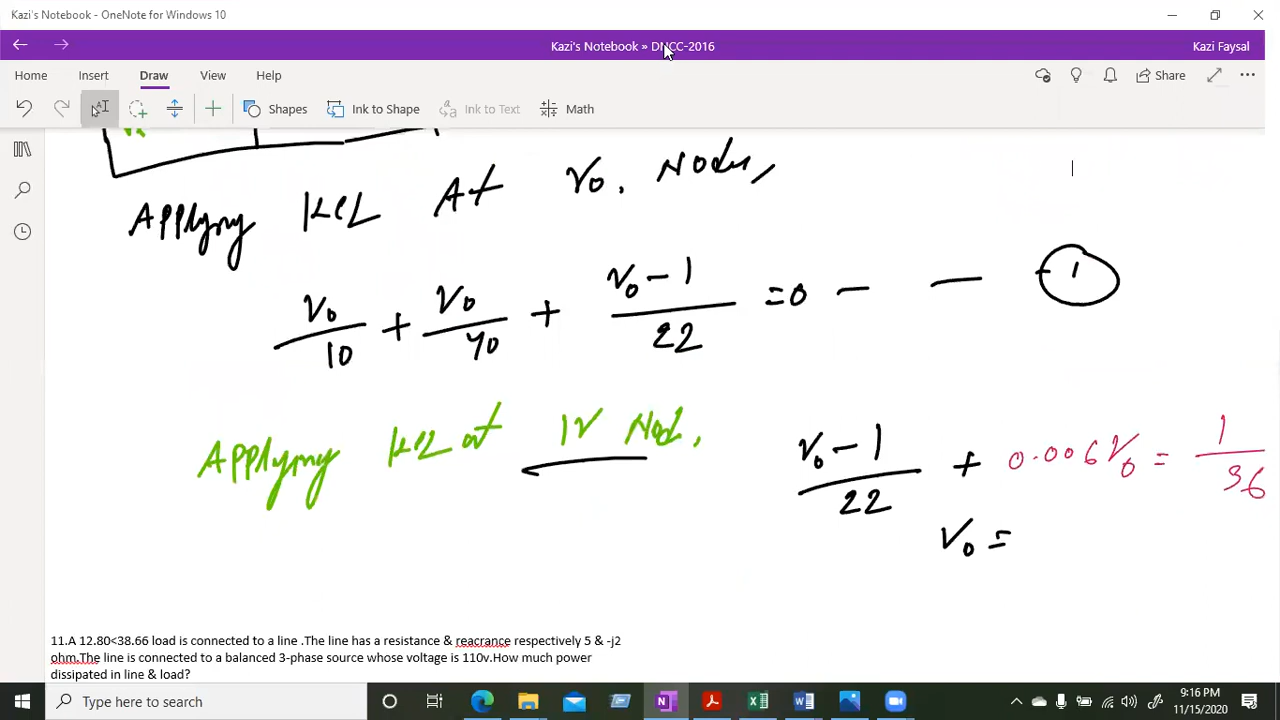 Kazi's Notebook - OneNote for Windows 10
Kazi's Notebook » DNCC-2016
Kazi Faysal
Home Insert Draw View Help
Share
Shapes Ink to Shape Ink to Text Math
Applyny KCL At V0. Node,
V0/10 + V0/40 + V0-1/22 =0 - - 1
Applyny KCL at 1V Nod.
V0-1/22 + 0.006V0 = 1/36
V0 =
11.A 12.80<38.66 load is connected to a line .The line has a resistance & reacrance respectively 5 & -j2
ohm.The line is connected to a balanced 3-phase source whose voltage is 110v.How much power
dissipated in line & load?
Type here to search
9:16 PM
11/15/2020